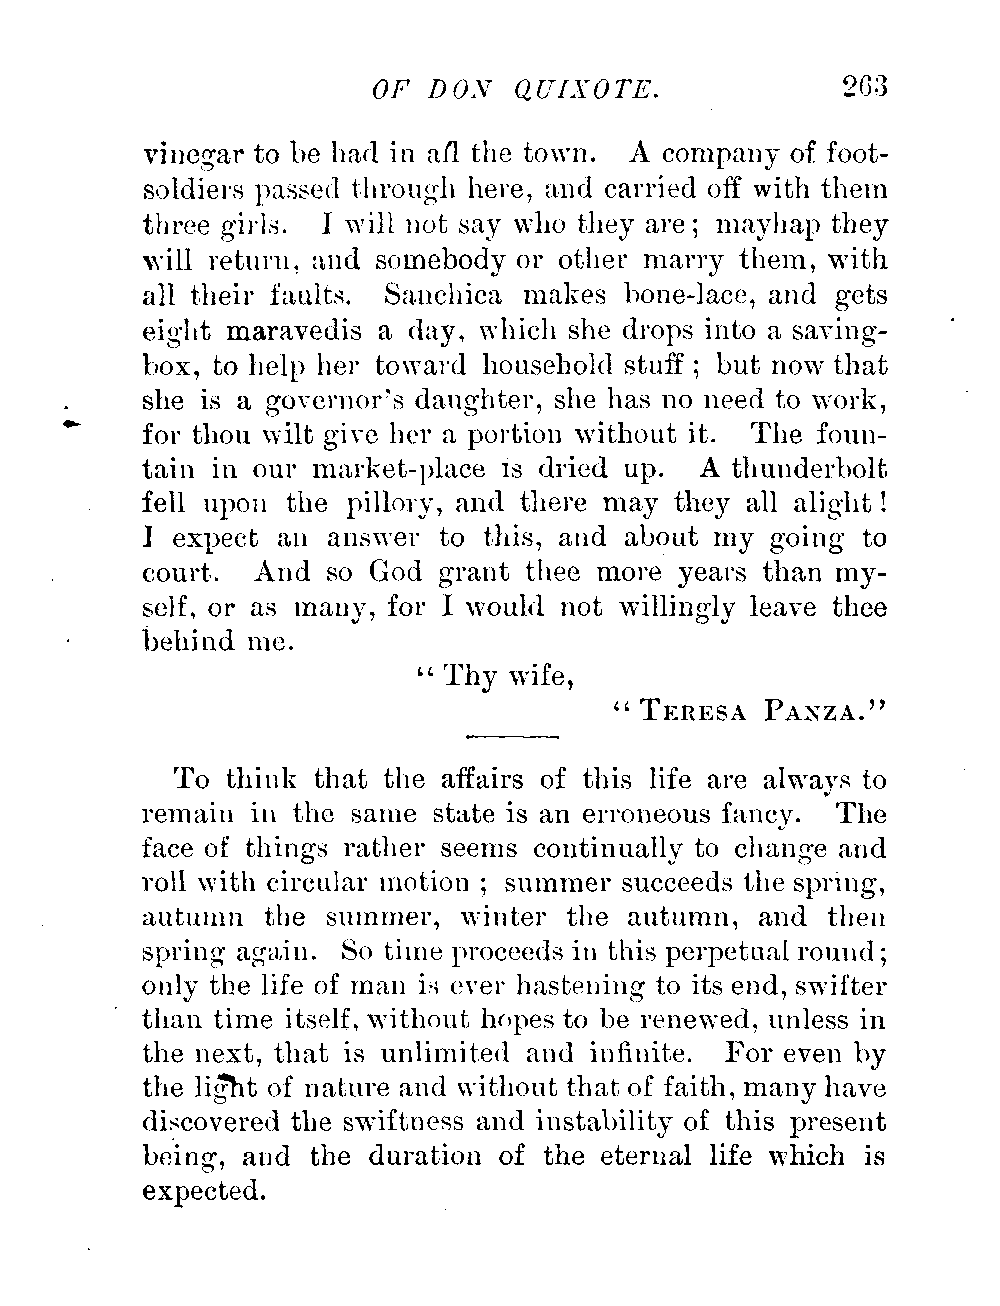 OF DON QUIXOTE. 263
vinegar to be had in all the town. A company of foot-
soldiers passed through here, and carried off with them
three girls. I will not say who they are; mayhap they
will return, and somebody or other marry them, with
all their faults. Sanchica makes bone-lace, and gets
eight maravedis a day, which she drops into a saving-
box, to help her toward household stuff; but now that
she is a governor's daughter, she has no need to work,
for thou wilt give her a portion without it. The foun-
tain in our market-place is dried up. A thunderbolt
fell upon the pillory, and there may they all alight!
I expect an answer to this, and about my going to
court. And so God grant thee more years than my-
self, or as many, for I would not willingly leave thee
behind me.
"Thy wife,
"TERESA PANZA."
To think that the affairs of this life are always to
remain in the same state is an erroneous fancy. The
face of things rather seems continually to change and
roll with circular motion; summer succeeds the spring,
autumn the summer, winter the autumn, and then
spring again. So time proceeds in this perpetual round;
only the life of man is ever hastening to its end, swifter
than time itself, without hopes to be renewed, unless in
the next, that is unlimited and infinite. For even by
the light of nature and without that of faith, many have
discovered the swiftness and instability of this present
being, and the duration of the eternal life which is
expected.